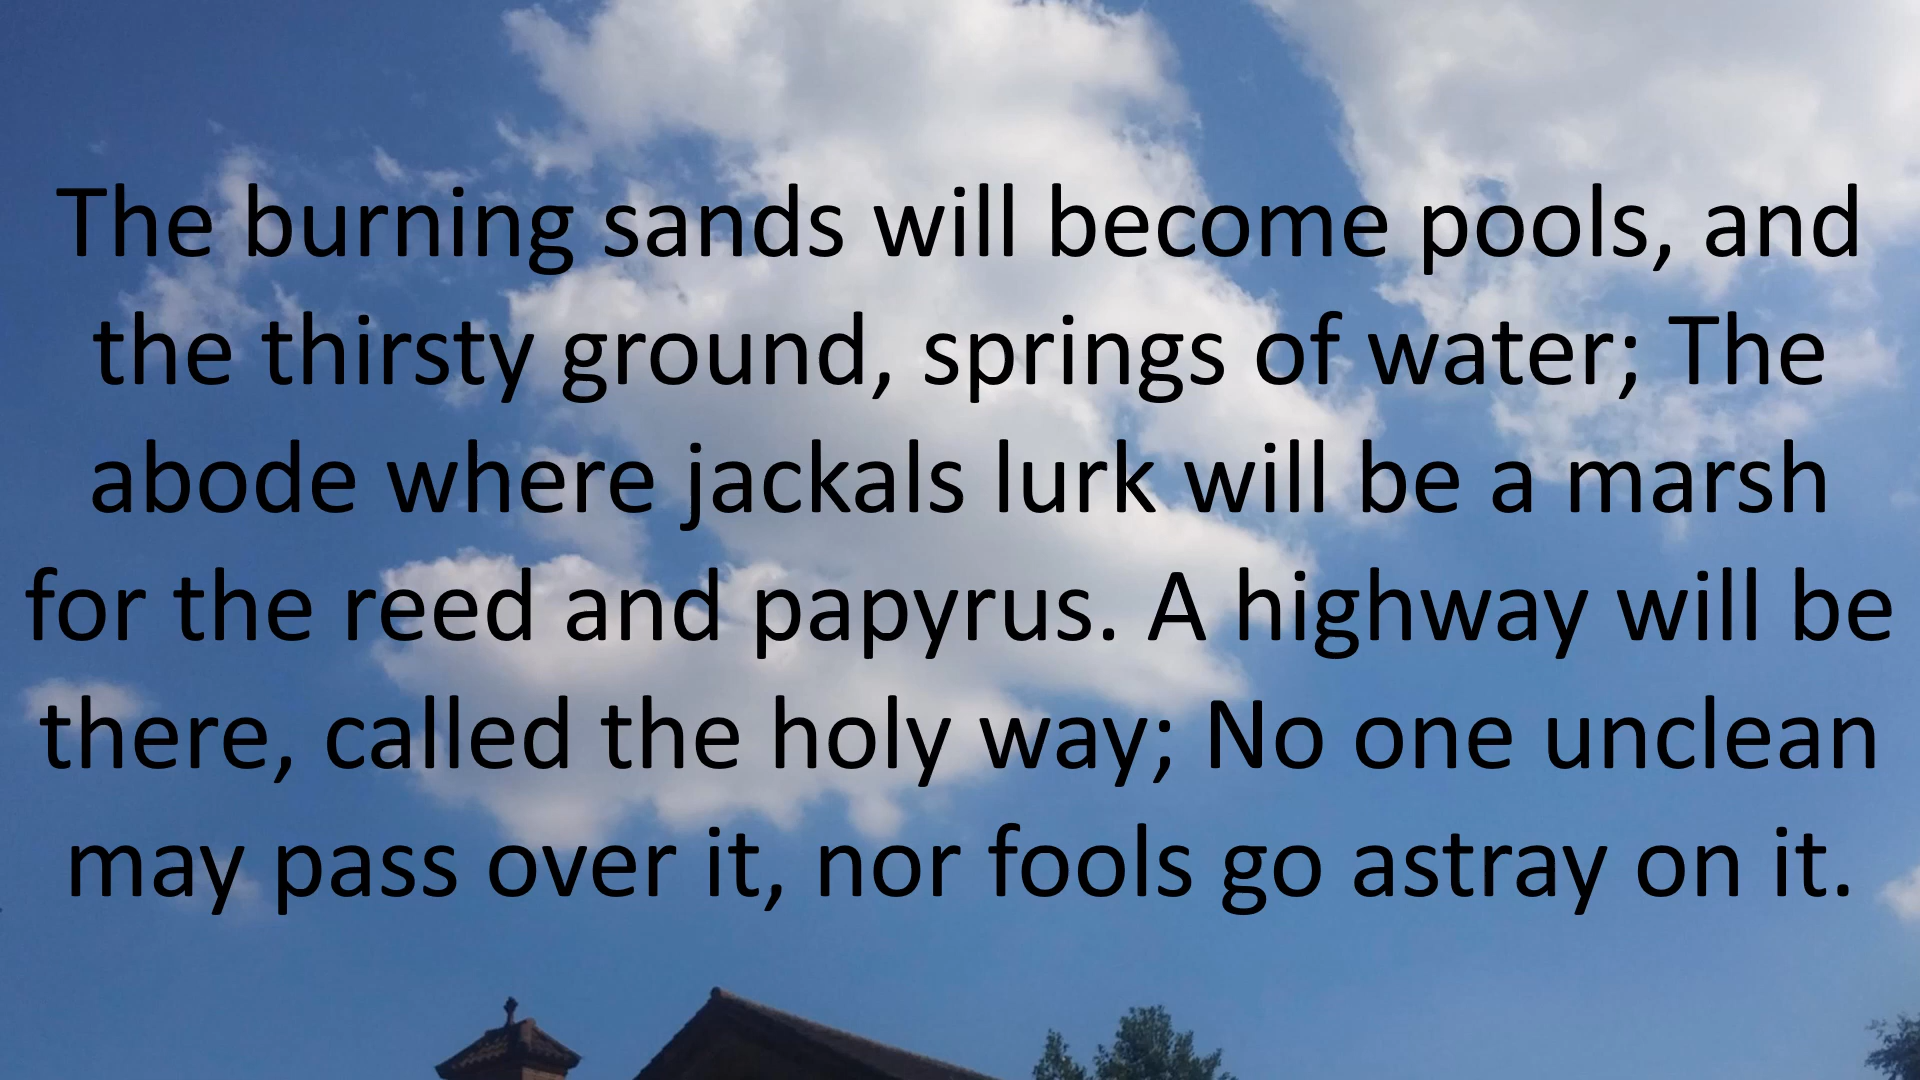 The burning sands will become pools, and
the thirsty ground, springs of water; The
abode where jackals lurk will be a marsh
for the reed and papyrus. A highway will be
there, called the holy way; No one unclean
may pass over it, nor fools go astray on it.